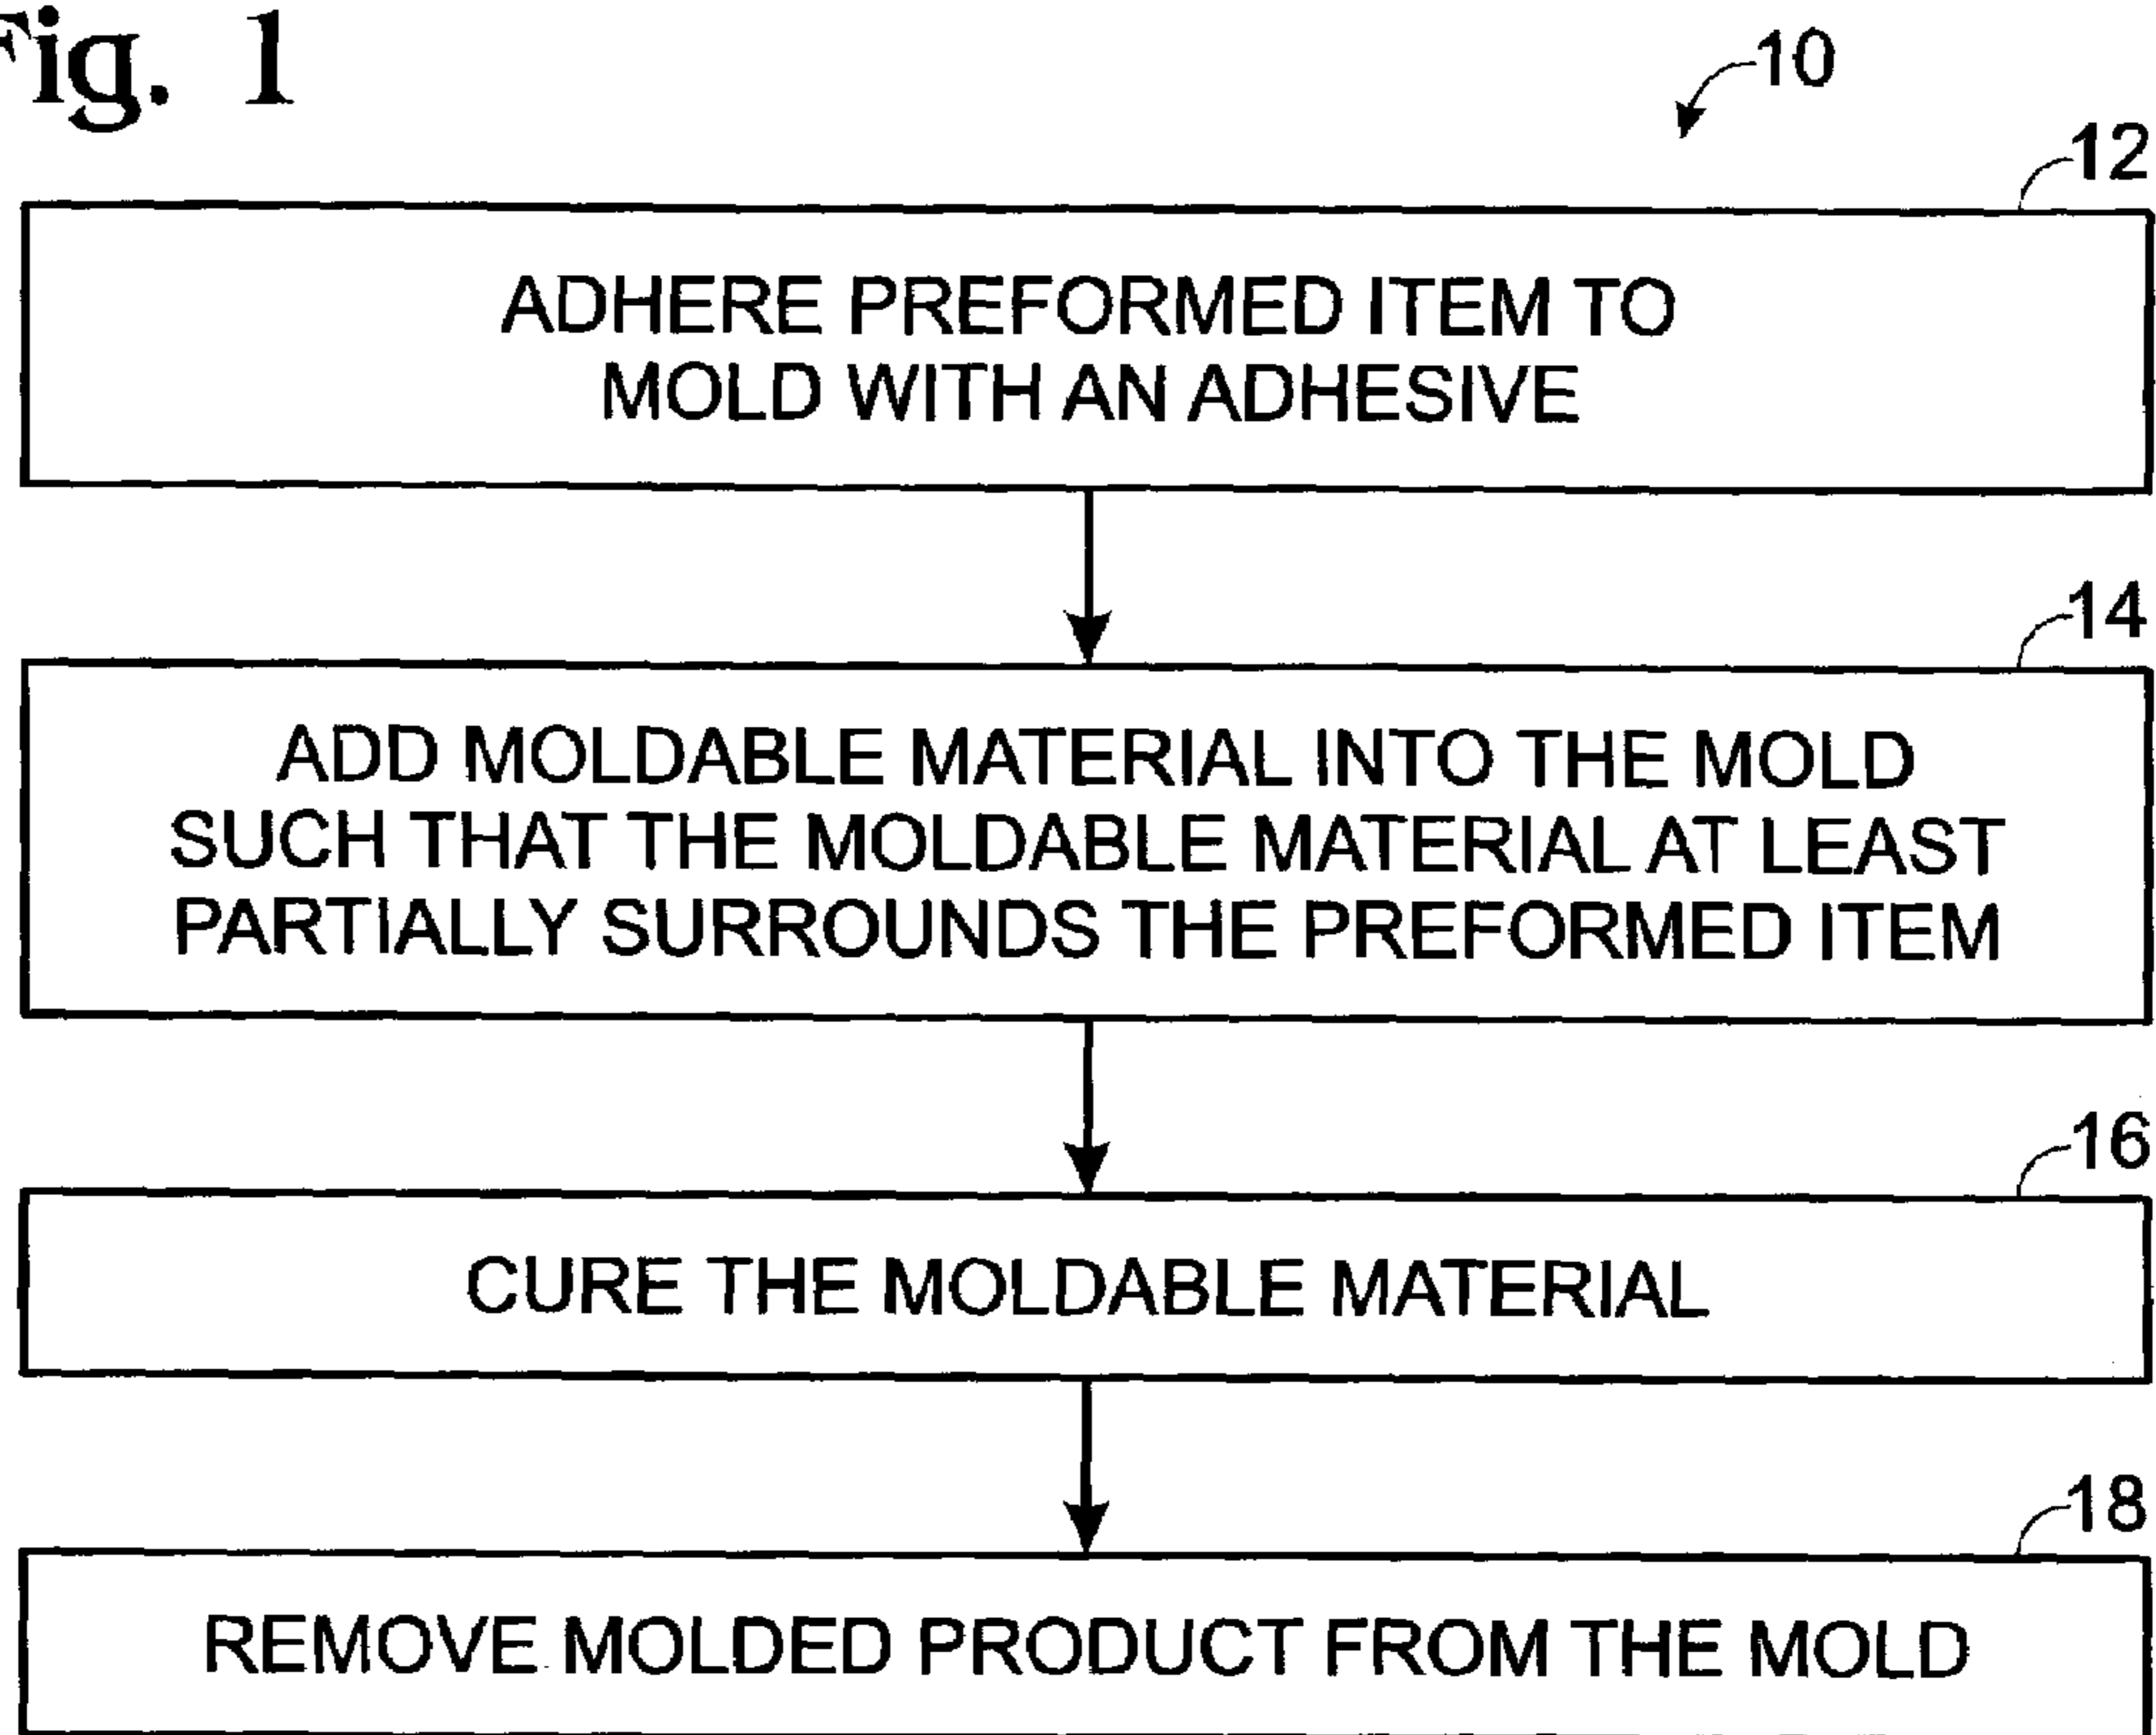 Fig. 1
10
12
ADHERE PREFORMED ITEM TO
MOLD WITH AN ADHESIVE
14
ADD MOLDABLE MATERIAL INTO THE MOLD
SUCH THAT THE MOLDABLE MATERIAL AT LEAST
PARTIALLY SURROUNDS THE PREFORMED ITEM
16
CURE THE MOLDABLE MATERIAL
18
REMOVE MOLDED PRODUCT FROM THE MOLD